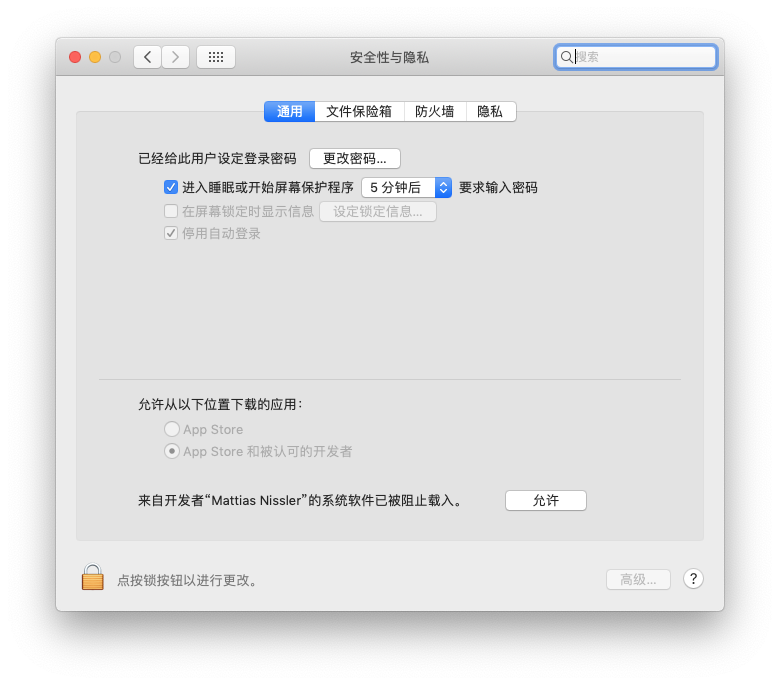 安全性与隐私
搜索
通用 文件保险箱 防火墙 隐私
已经给此用户设定登录密码 更改密码...
进入睡眠或开始屏幕保护程序 5 分钟后 要求输入密码
在屏幕锁定时显示信息 设定锁定信息...
停用自动登录
允许从以下位置下载的应用：
App Store
App Store 和被认可的开发者
来自开发者“Mattias Nissler”的系统软件已被阻止载入。 允许
点按锁按钮以进行更改。 高级... ?